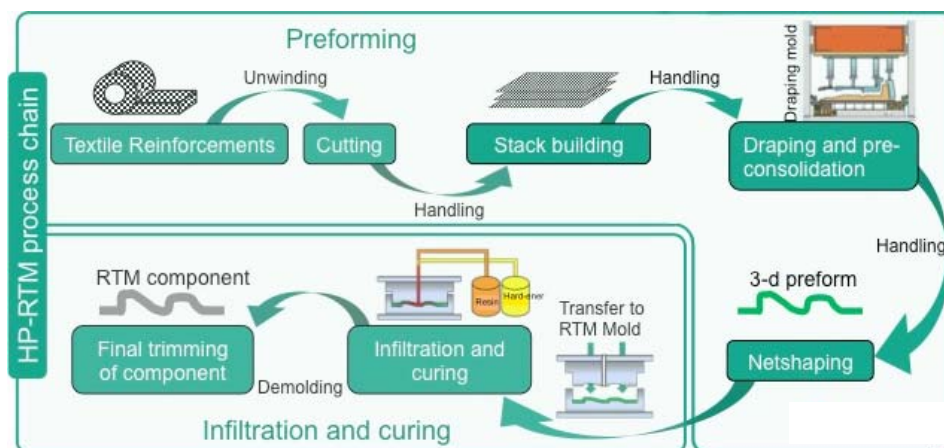 HP-RTM process chain
Preforming
Unwinding
Handling
Draping mold
Textile Reinforcements
Cutting
Stack building
Draping and pre-
consolidation
Handling
Handling
RTM component
Resin
Hard-ener
Transfer to
RTM Mold
3-d preform
Final trimming
of component
Demolding
Infiltration and
curing
Netshaping
Infiltration and curing